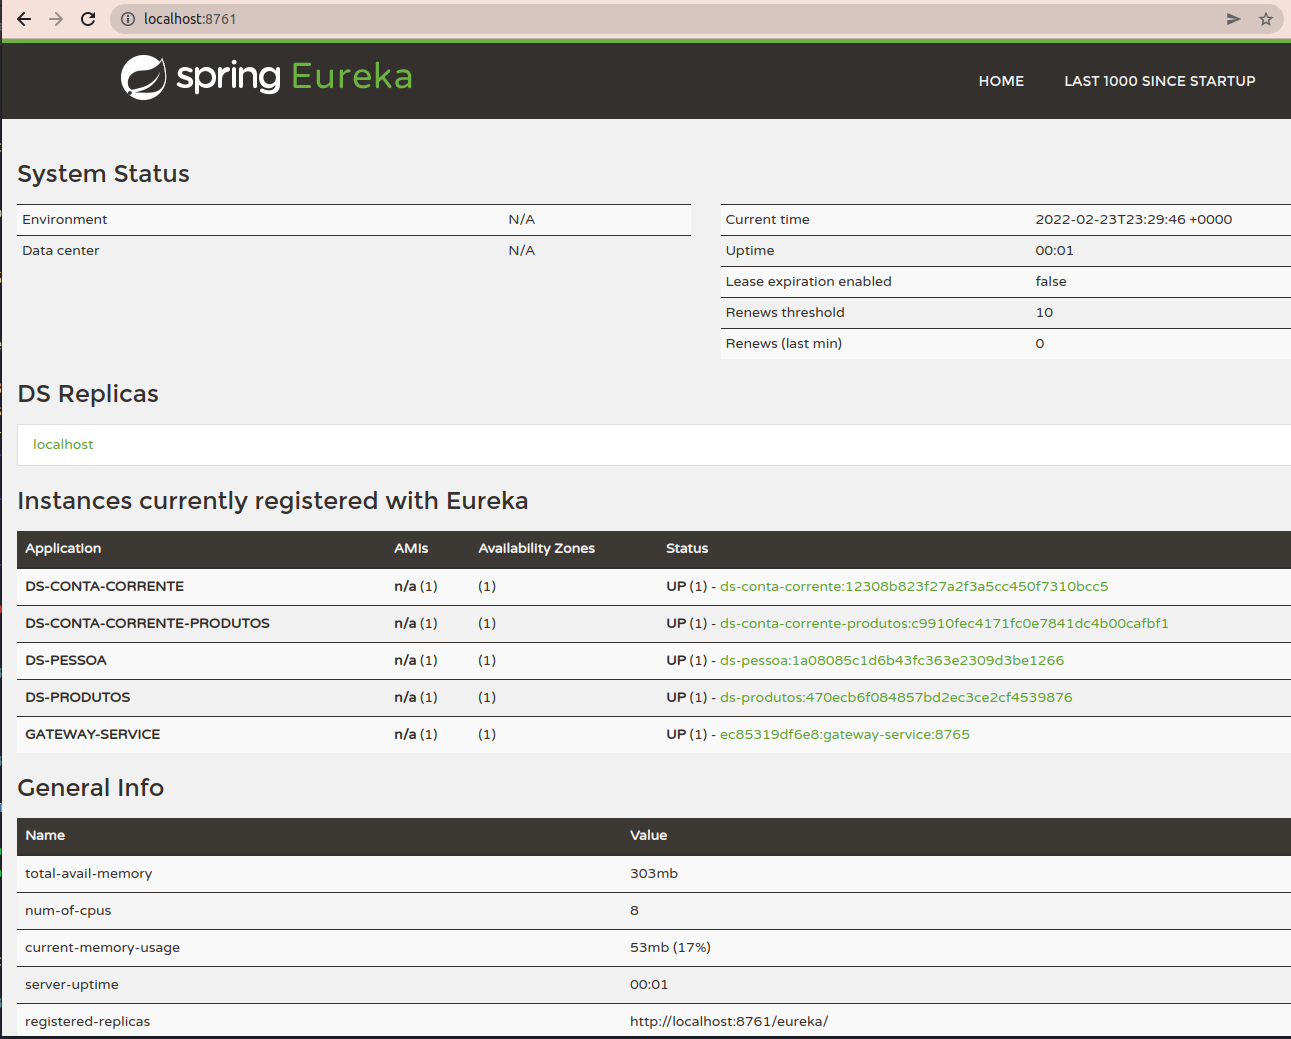 localhost:8761
spring Eureka
HOME LAST 1000 SINCE STARTUP
System Status
Environment N/A
Data center N/A
Current time 2022-02-23T23:29:46 +0000
Uptime 00:01
Lease expiration enabled false
Renews threshold 10
Renews (last min) 0
DS Replicas
localhost
Instances currently registered with Eureka
Application AMIs Availability Zones Status
DS-CONTA-CORRENTE n/a (1) (1) UP (1) - ds-conta-corrente:12308b823f27a2f3a5cc450f7310bcc5
DS-CONTA-CORRENTE-PRODUTOS n/a (1) (1) UP (1) - ds-conta-corrente-produtos:c9910fec4171fc0e7841dc4b00cafbf1
DS-PESSOA n/a (1) (1) UP (1) - ds-pessoa:1a08085c1d6b43fc363e2309d3be1266
DS-PRODUTOS n/a (1) (1) UP (1) - ds-produtos:470ecb6f084857bd2ec3ce2cf4539876
GATEWAY-SERVICE n/a (1) (1) UP (1) - ec85319df6e8:gateway-service:8765
General Info
Name Value
total-avail-memory 303mb
num-of-cpus 8
current-memory-usage 53mb (17%)
server-uptime 00:01
registered-replicas http://localhost:8761/eureka/